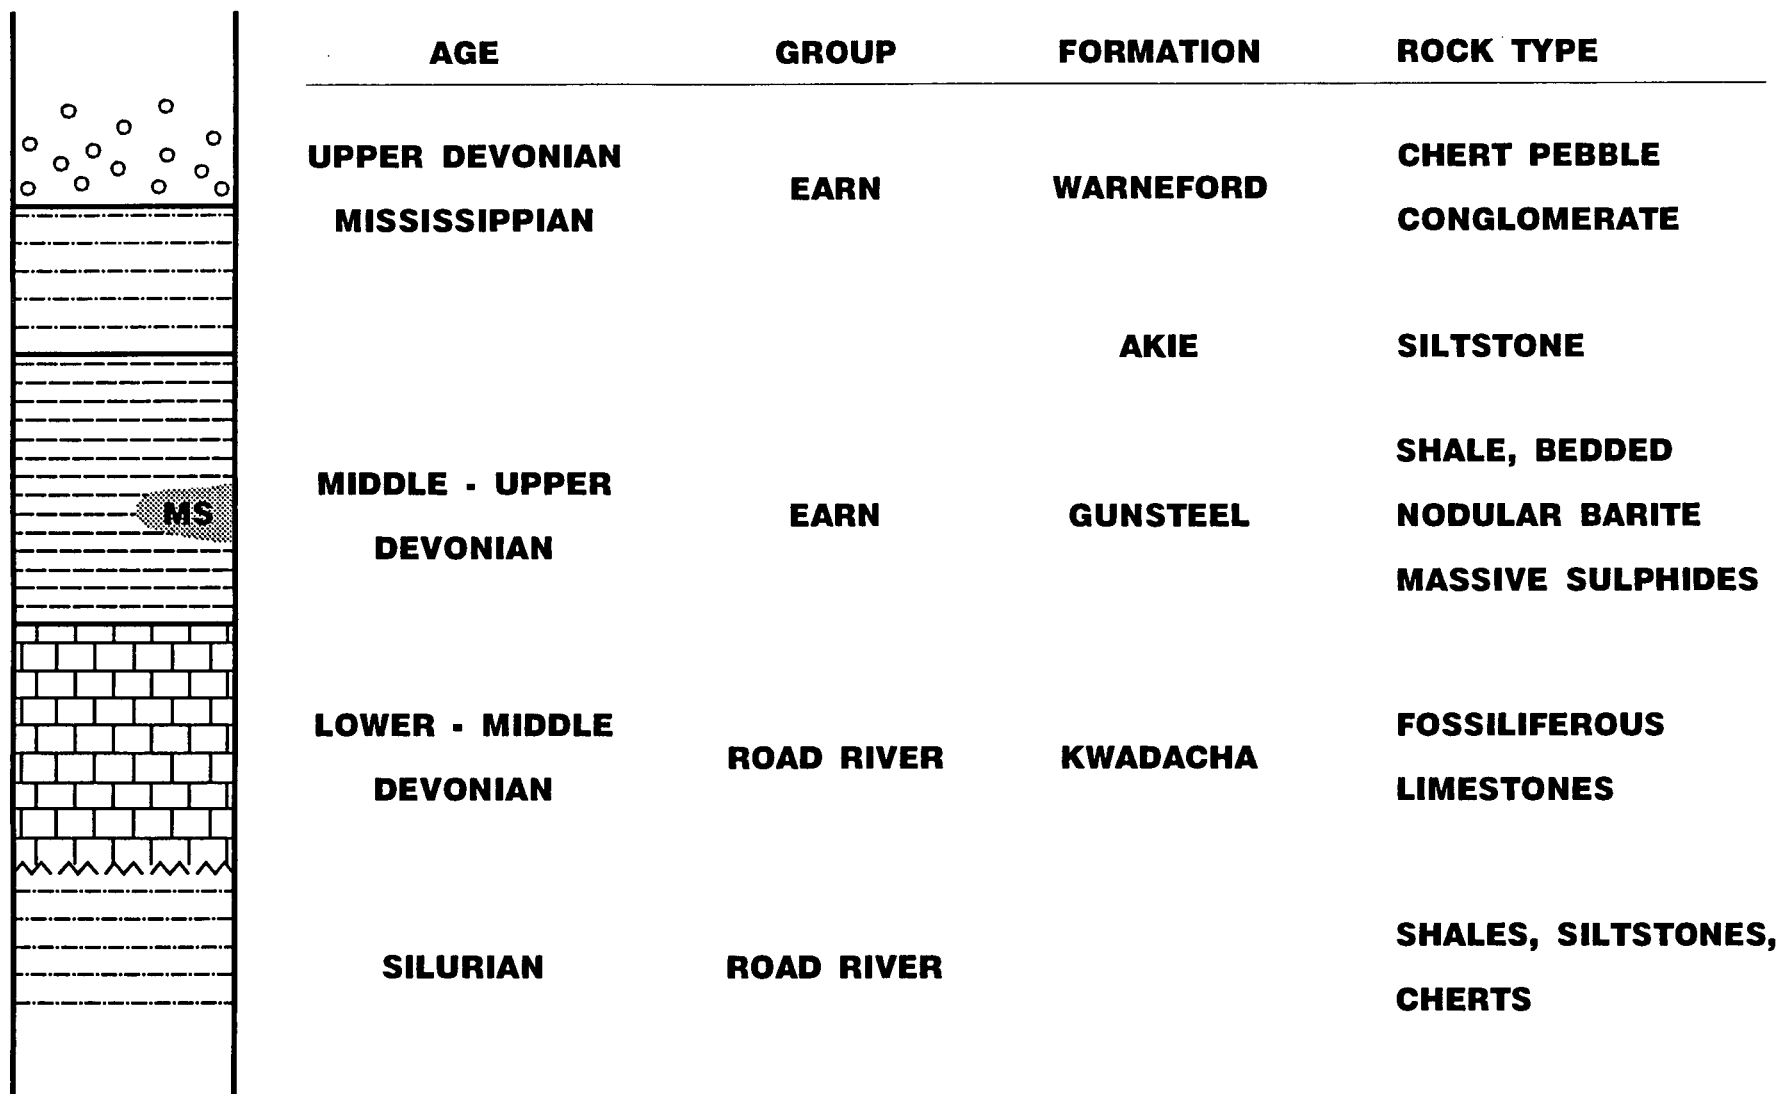 AGE GROUP FORMATION ROCK TYPE
UPPER DEVONIAN
MISSISSIPPIAN
EARN
WARNEFORD
CHERT PEBBLE
CONGLOMERATE
AKIE
SILTSTONE
MS
MIDDLE - UPPER
DEVONIAN
EARN
GUNSTEEL
SHALE, BEDDED
NODULAR BARITE
MASSIVE SULPHIDES
LOWER - MIDDLE
DEVONIAN
ROAD RIVER
KWADACHA
FOSSILIFEROUS
LIMESTONES
SILURIAN
ROAD RIVER
SHALES, SILTSTONES,
CHERTS